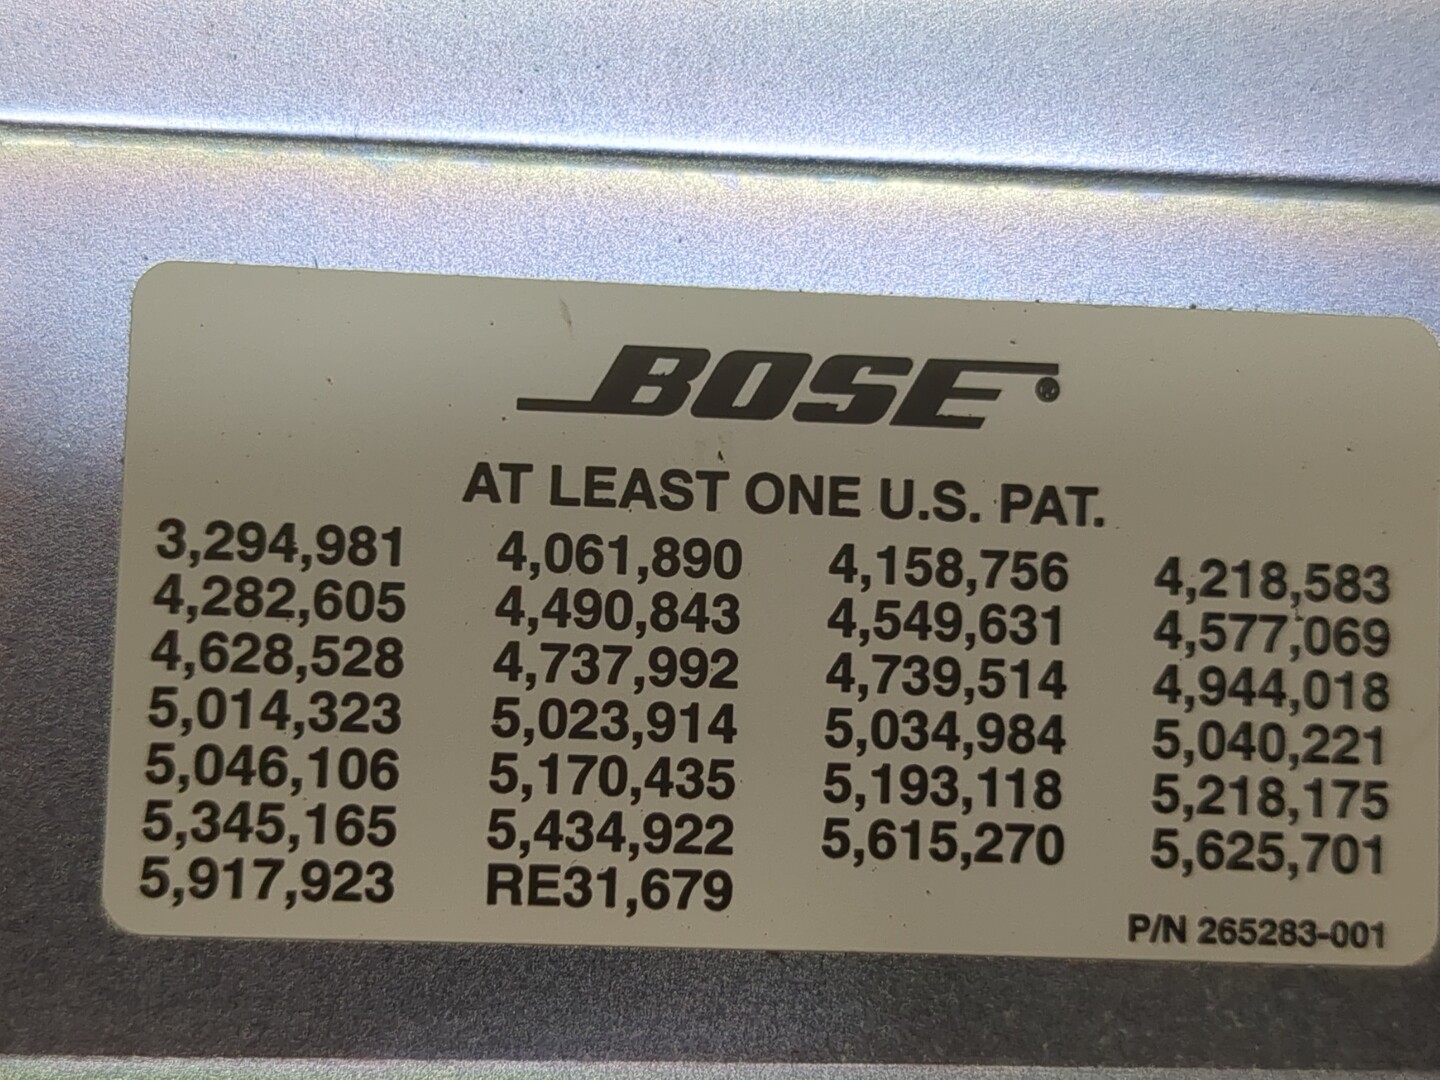 BOSE®
AT LEAST ONE U.S. PAT.
3,294,981 4,061,890 4,158,756 4,218,583
4,282,605 4,490,843 4,549,631 4,577,069
4,628,528 4,737,992 4,739,514 4,944,018
5,014,323 5,023,914 5,034,984 5,040,221
5,046,106 5,170,435 5,193,118 5,218,175
5,345,165 5,434,922 5,615,270 5,625,701
5,917,923 RE31,679
P/N 265283-001